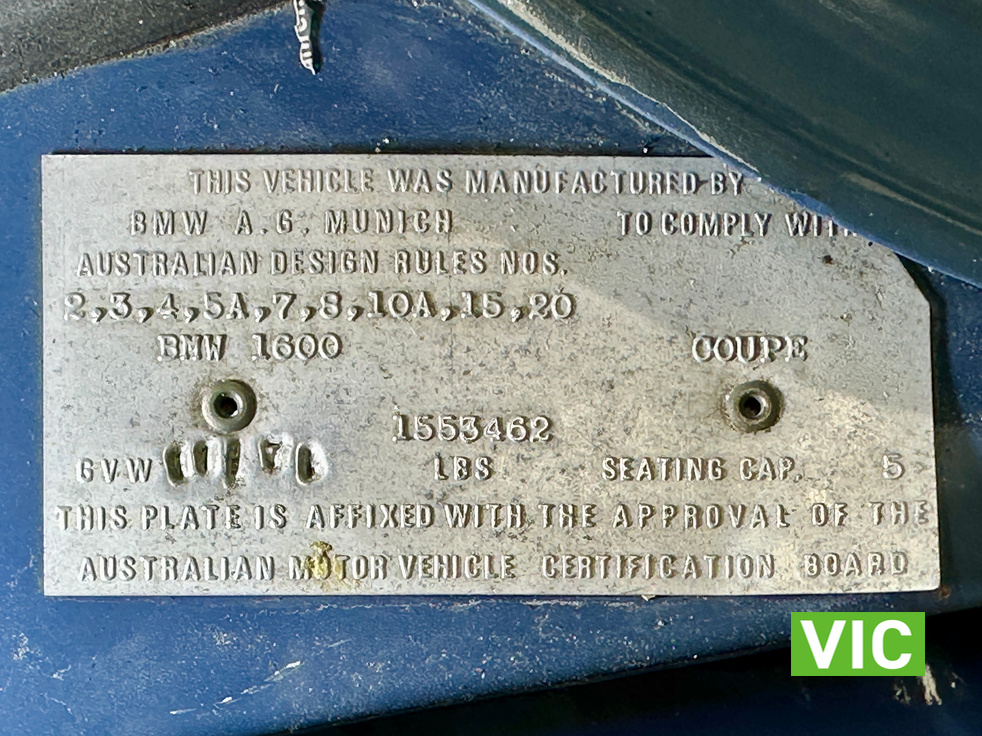 THIS VEHICLE WAS MANUFACTURED BY
BMW A.G. MUNICH TO COMPLY WITH
AUSTRALIAN DESIGN RULES NOS.
2,3,4,5A,7,8,10A,15,20
BMW 1600 COUPE
1553462
GVW LBS SEATING CAP. 5
THIS PLATE IS AFFIXED WITH THE APPROVAL OF THE
AUSTRALIAN MOTOR VEHICLE CERTIFICATION BOARD
VIC